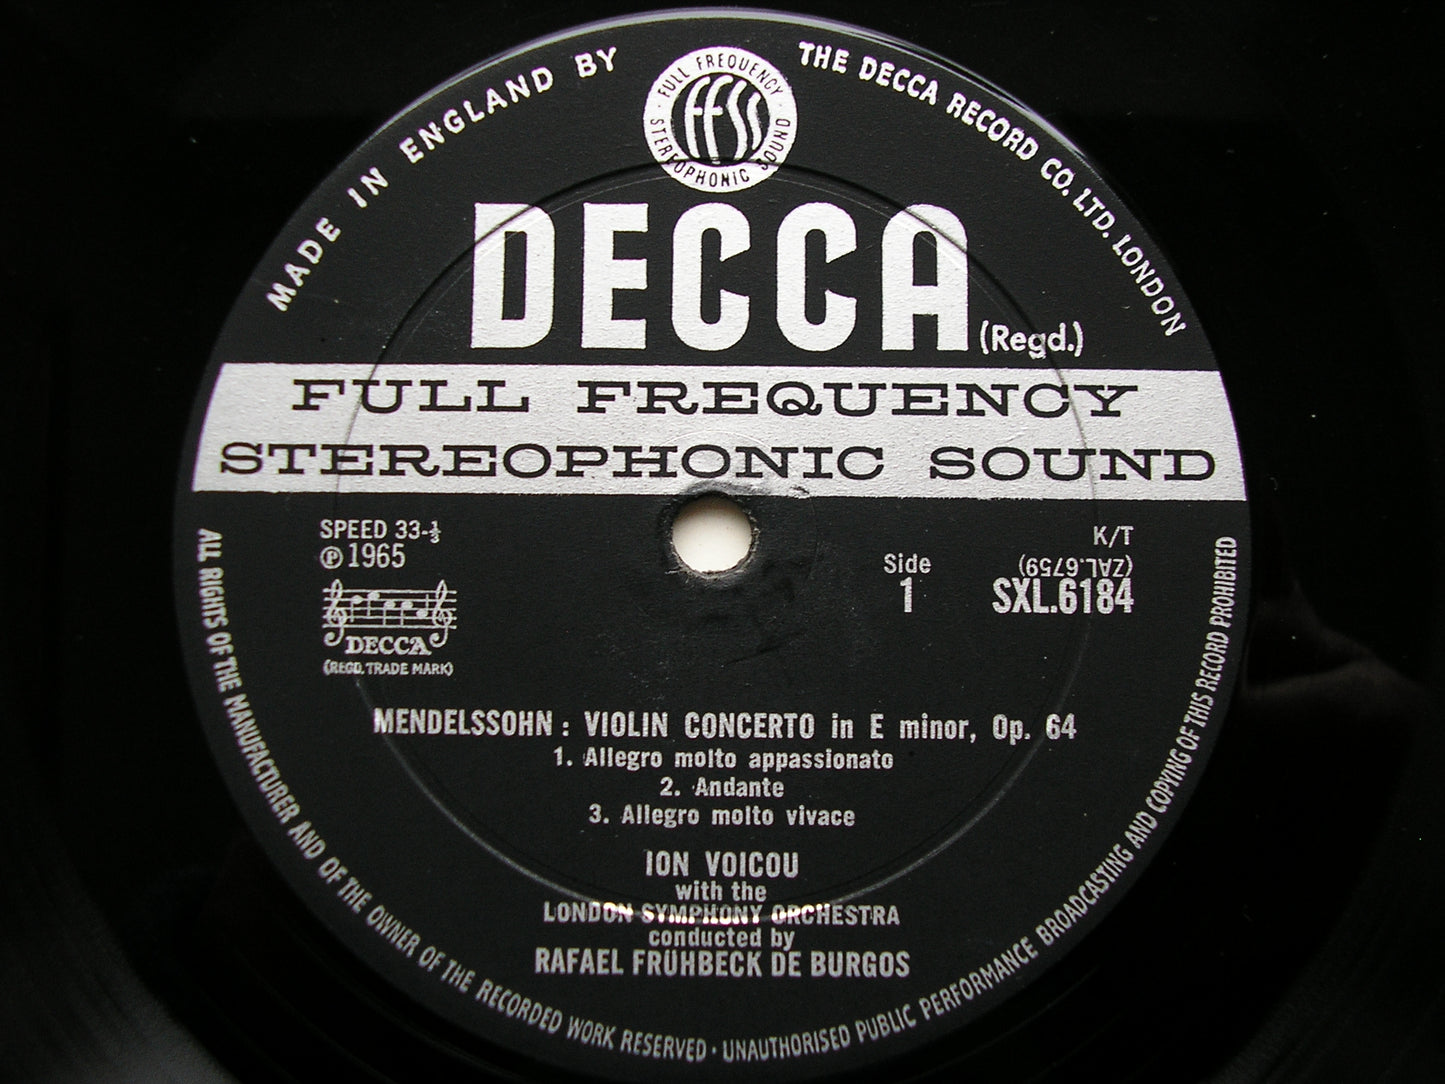 MADE IN ENGLAND BY
THE DECCA RECORD CO. LTD. LONDON
FULL FREQUENCY
ffss
STEREOPHONIC SOUND
DECCA (Regd.)
FULL FREQUENCY
STEREOPHONIC SOUND
SPEED 33-⅓
Ⓟ 1965
DECCA
(REGD. TRADE MARK)
Side
1
K/T
(ZAL.6759)
SXL.6184
MENDELSSOHN : VIOLIN CONCERTO in E minor, Op. 64
1. Allegro molto appassionato
2. Andante
3. Allegro molto vivace
ION VOICOU
with the
LONDON SYMPHONY ORCHESTRA
conducted by
RAFAEL FRÜHBECK DE BURGOS
ALL RIGHTS OF THE MANUFACTURER AND OF THE OWNER OF THE RECORDED WORK RESERVED · UNAUTHORISED PUBLIC PERFORMANCE BROADCASTING AND COPYING OF THIS RECORD PROHIBITED